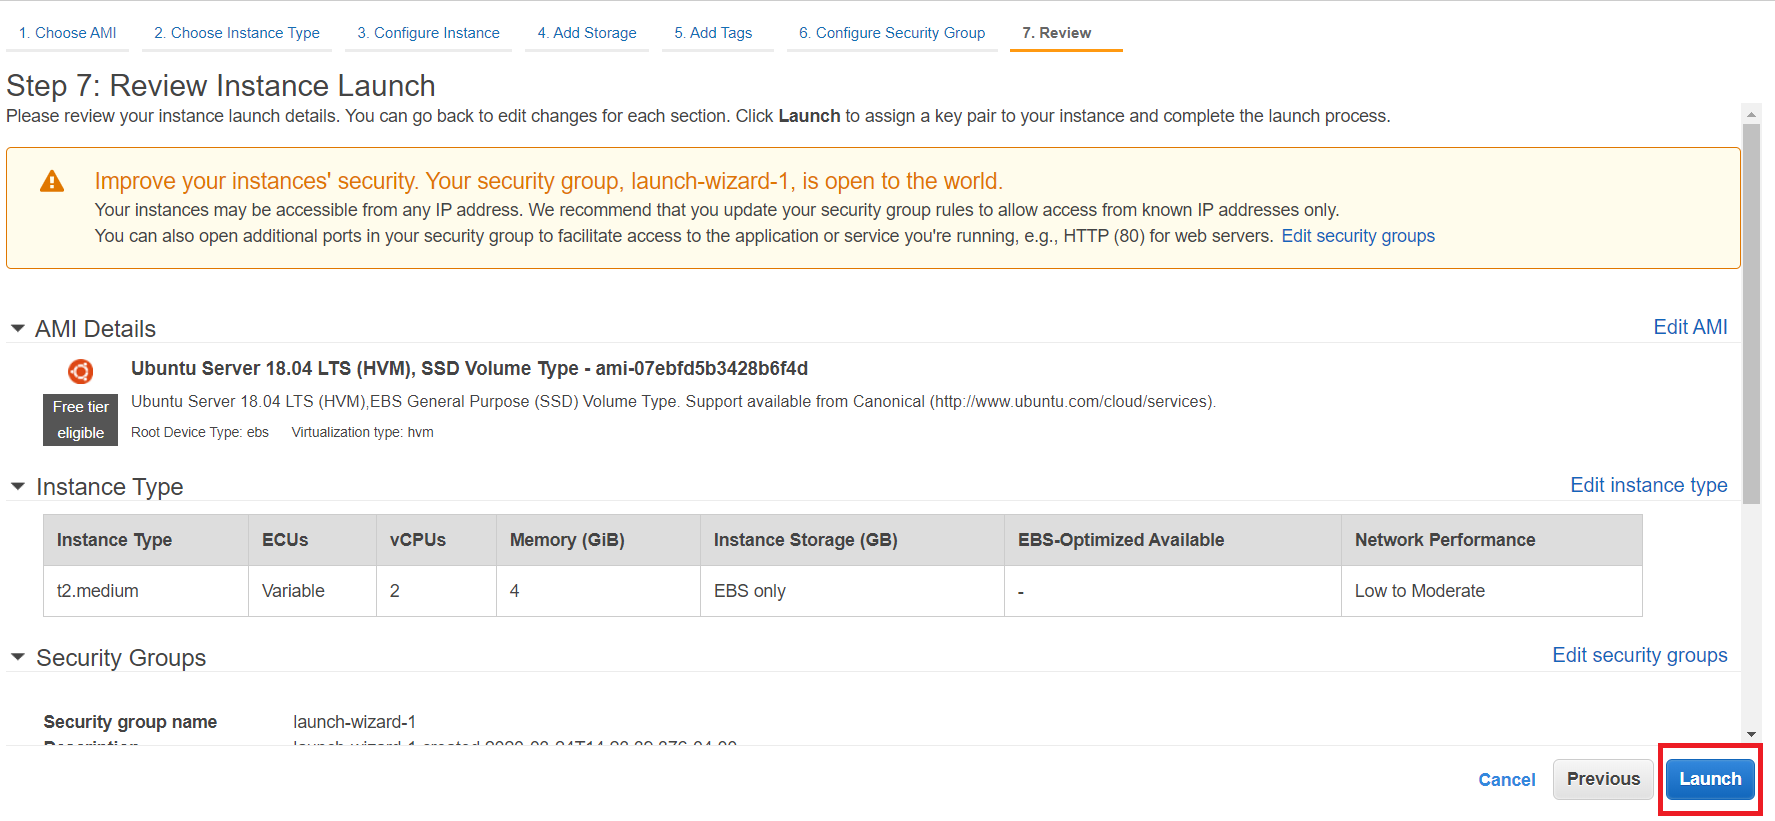 1. Choose AMI 2. Choose Instance Type 3. Configure Instance 4. Add Storage 5. Add Tags 6. Configure Security Group 7. Review
Step 7: Review Instance Launch
Please review your instance launch details. You can go back to edit changes for each section. Click Launch to assign a key pair to your instance and complete the launch process.
Improve your instances' security. Your security group, launch-wizard-1, is open to the world.
Your instances may be accessible from any IP address. We recommend that you update your security group rules to allow access from known IP addresses only.
You can also open additional ports in your security group to facilitate access to the application or service you're running, e.g., HTTP (80) for web servers. Edit security groups
AMI Details Edit AMI
Ubuntu Server 18.04 LTS (HVM), SSD Volume Type - ami-07ebfd5b3428b6f4d
Free tier
eligible
Ubuntu Server 18.04 LTS (HVM),EBS General Purpose (SSD) Volume Type. Support available from Canonical (http://www.ubuntu.com/cloud/services).
Root Device Type: ebs Virtualization type: hvm
Instance Type Edit instance type
Instance Type ECUs vCPUs Memory (GiB) Instance Storage (GB) EBS-Optimized Available Network Performance
t2.medium Variable 2 4 EBS only - Low to Moderate
Security Groups Edit security groups
Security group name launch-wizard-1
Description launch-wizard-1 created
Cancel Previous Launch